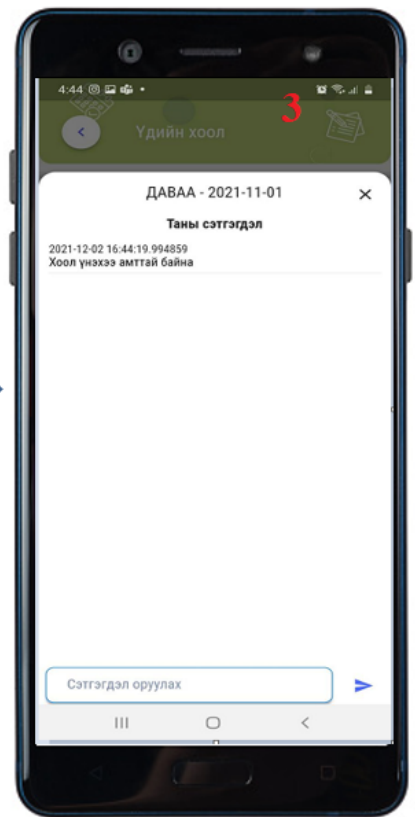 4:44
3
Үдийн хоол
ДАВАА - 2021-11-01
Таны сэтгэгдэл
2021-12-02 16:44:19.994859
Хоол үнэхээ амттай байна
Сэтгэгдэл оруулах